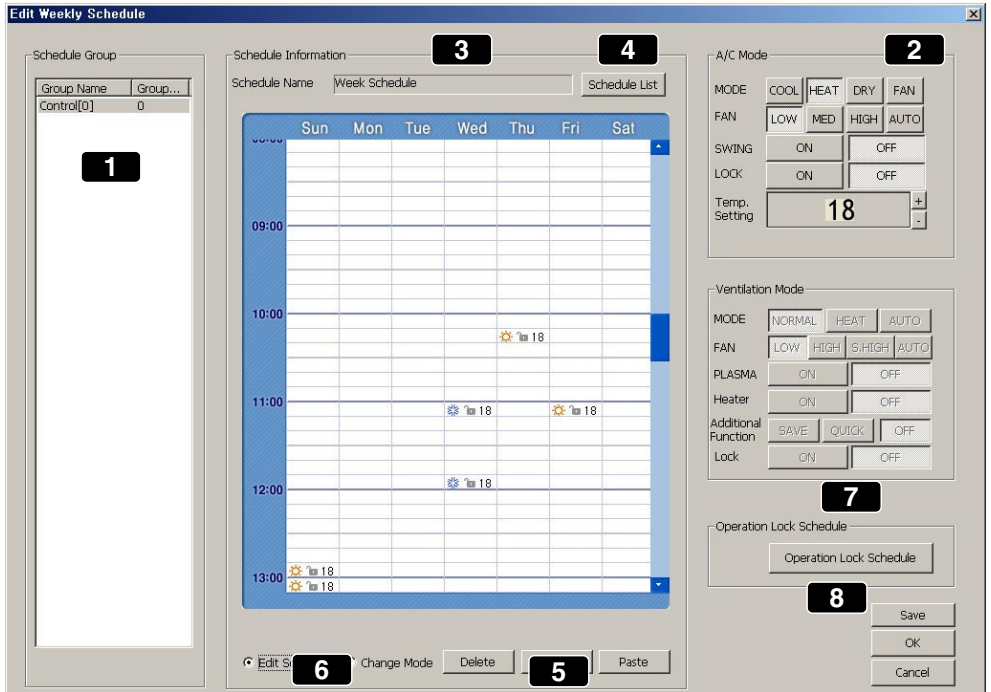 Edit Weekly Schedule
Schedule Group
Group Name Group...
Control[0] 0
1
Schedule Information
3
4
Schedule Name Week Schedule Schedule List
Sun Mon Tue Wed Thu Fri Sat
09:00
10:00
18
11:00
18 18
12:00 18
18
13:00 18
Edit
6
Change Mode Delete
5
Paste
A/C Mode
2
MODE COOL HEAT DRY FAN
FAN LOW MED HIGH AUTO
SWING ON OFF
LOCK ON OFF
Temp.
Setting 18 + -
Ventilation Mode
MODE NORMAL HEAT AUTO
FAN LOW HIGH S.HIGH AUTO
PLASMA ON OFF
Heater ON OFF
Additional
Function SAVE QUICK OFF
Lock ON OFF
7
Operation Lock Schedule
Operation Lock Schedule
8
Save
OK
Cancel